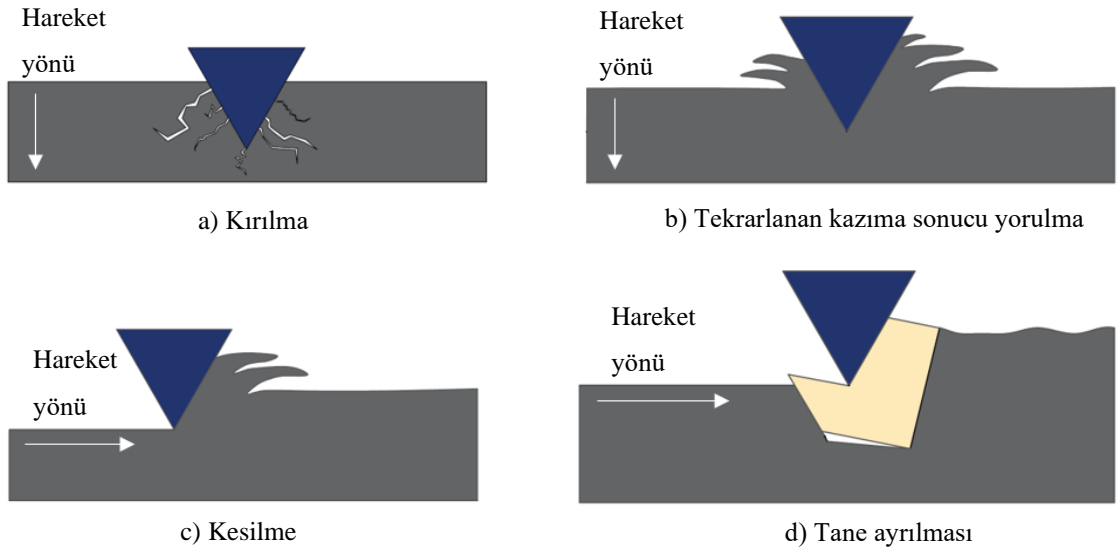 Hareket
yönü
a) Kırılma
Hareket
yönü
b) Tekrarlanan kazıma sonucu yorulma
Hareket
yönü
c) Kesilme
Hareket
yönü
d) Tane ayrılması